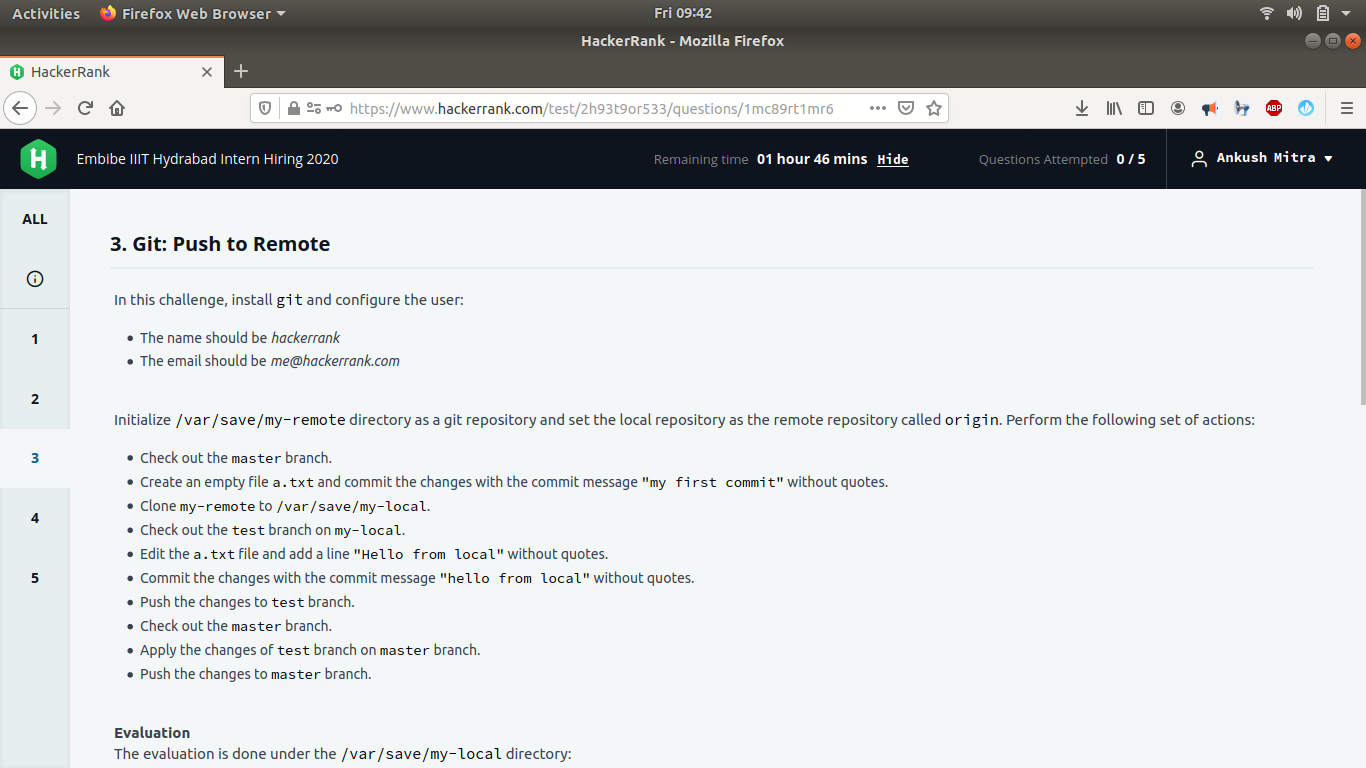 Activities Firefox Web Browser Fri 09:42
HackerRank - Mozilla Firefox
HackerRank
https://www.hackerrank.com/test/2h93t9or533/questions/1mc89rt1mr6 ABP
H Embibe IIIT Hydrabad Intern Hiring 2020 Remaining time 01 hour 46 mins Hide Questions Attempted 0 / 5 Ankush Mitra
ALL
1
2
3
4
5
3. Git: Push to Remote
In this challenge, install git and configure the user:
• The name should be hackerrank
• The email should be me@hackerrank.com
Initialize /var/save/my-remote directory as a git repository and set the local repository as the remote repository called origin. Perform the following set of actions:
• Check out the master branch.
• Create an empty file a.txt and commit the changes with the commit message "my first commit" without quotes.
• Clone my-remote to /var/save/my-local.
• Check out the test branch on my-local.
• Edit the a.txt file and add a line "Hello from local" without quotes.
• Commit the changes with the commit message "hello from local" without quotes.
• Push the changes to test branch.
• Check out the master branch.
• Apply the changes of test branch on master branch.
• Push the changes to master branch.
Evaluation
The evaluation is done under the /var/save/my-local directory: